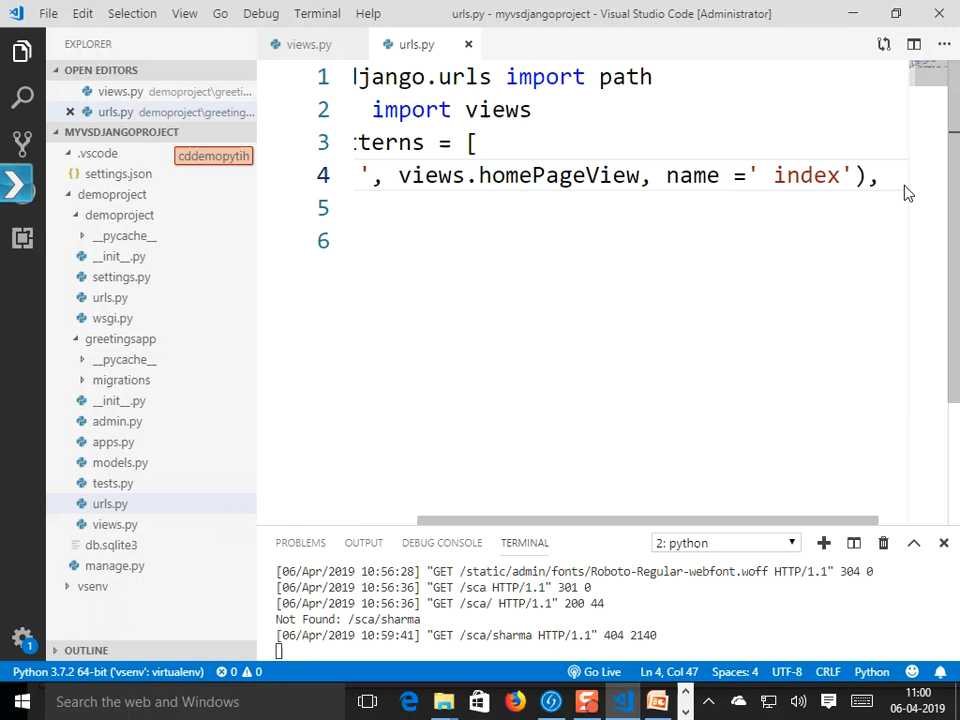 File Edit Selection View Go Debug Terminal Help
urls.py - myvsdjangoproject - Visual Studio Code [Administrator]
EXPLORER
OPEN EDITORS
views.py demoproject\greeti...
urls.py demoproject\greeting...
MYVSDJANGOPROJECT
.vscode
cddemopytih
{} settings.json
demoproject
demoproject
__pycache__
__init__.py
settings.py
urls.py
wsgi.py
greetingsapp
__pycache__
migrations
__init__.py
admin.py
apps.py
models.py
tests.py
urls.py
views.py
db.sqlite3
manage.py
vsenv
OUTLINE
views.py
urls.py
1 jango.urls import path
2 import views
3 tterns = [
4 ', views.homePageView, name =' index'),
5
6
PROBLEMS OUTPUT DEBUG CONSOLE TERMINAL
2: python
[06/Apr/2019 10:56:28] "GET /static/admin/fonts/Roboto-Regular-webfont.woff HTTP/1.1" 304 0
[06/Apr/2019 10:56:36] "GET /sca HTTP/1.1" 301 0
[06/Apr/2019 10:56:36] "GET /sca/ HTTP/1.1" 200 44
Not Found: /sca/sharma
[06/Apr/2019 10:59:41] "GET /sca/sharma HTTP/1.1" 404 2140
1
Python 3.7.2 64-bit ('vsenv': virtualenv) 0 0 Go Live Ln 4, Col 47 Spaces: 4 UTF-8 CRLF Python
Search the web and Windows
11:00
06-04-2019